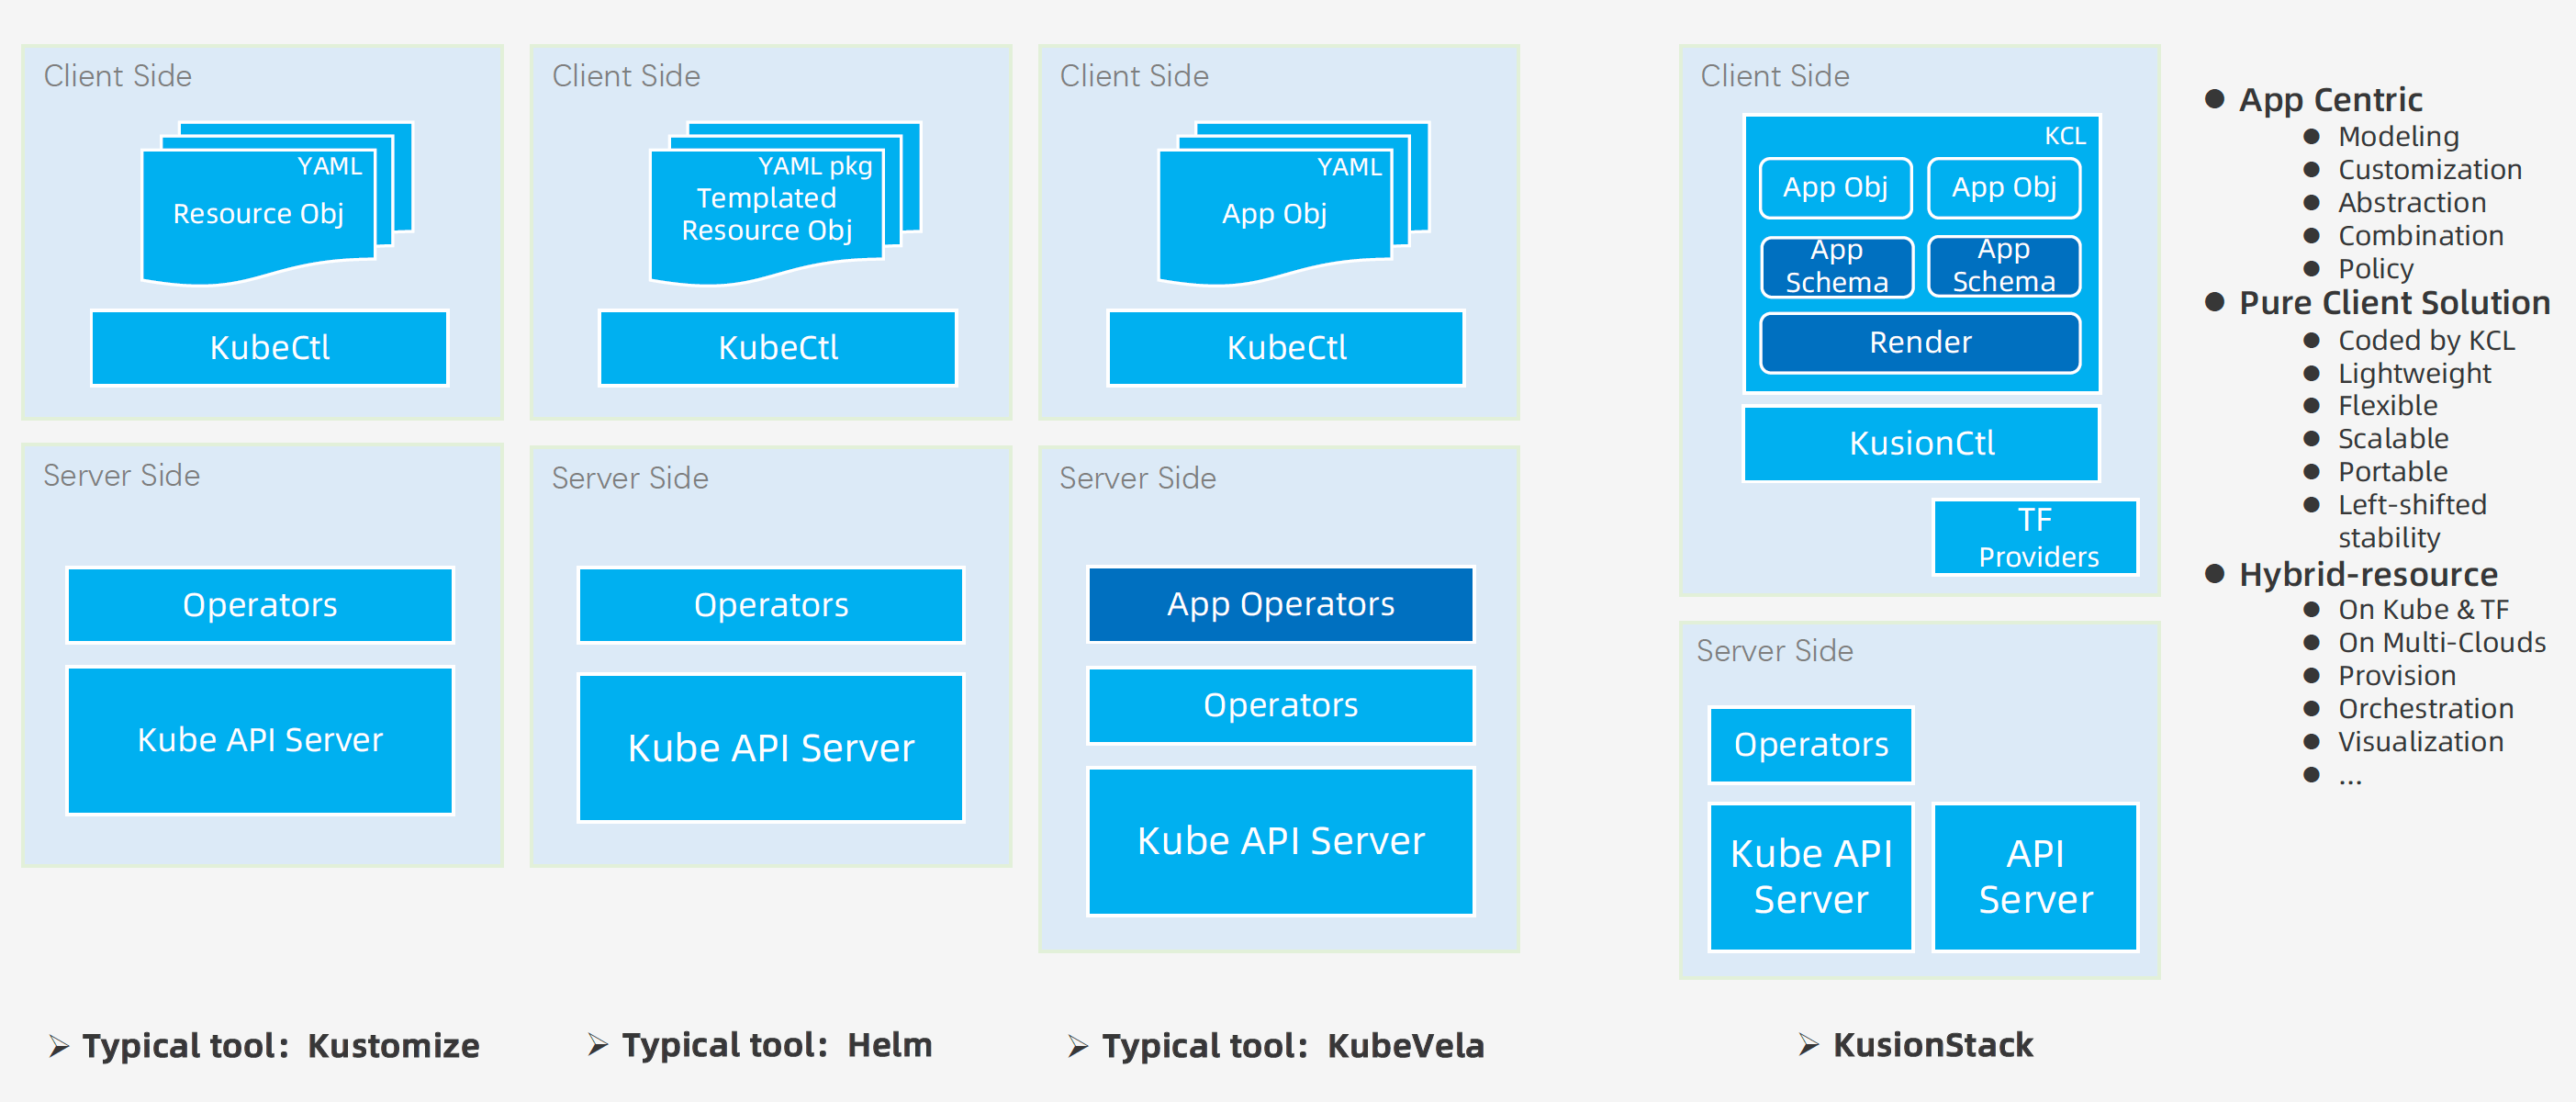 Client Side
YAML
Resource Obj
KubeCtl
Server Side
Operators
Kube API Server
➢ Typical tool：Kustomize
Client Side
YAML pkg
Templated
Resource Obj
KubeCtl
Server Side
Operators
Kube API Server
➢ Typical tool：Helm
Client Side
YAML
App Obj
KubeCtl
Server Side
App Operators
Operators
Kube API Server
➢ Typical tool：KubeVela
Client Side
KCL
App Obj
App Obj
App
Schema
App
Schema
Render
KusionCtl
TF
Providers
Server Side
Operators
Kube API
Server
API
Server
➢ KusionStack
● App Centric
● Modeling
● Customization
● Abstraction
● Combination
● Policy
● Pure Client Solution
● Coded by KCL
● Lightweight
● Flexible
● Scalable
● Portable
● Left-shifted
stability
● Hybrid-resource
● On Kube & TF
● On Multi-Clouds
● Provision
● Orchestration
● Visualization
● ...